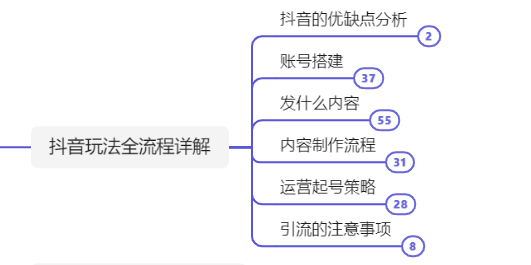 抖音的优缺点分析
2
账号搭建
37
发什么内容
55
抖音玩法全流程详解
内容制作流程
31
运营起号策略
28
引流的注意事项
8